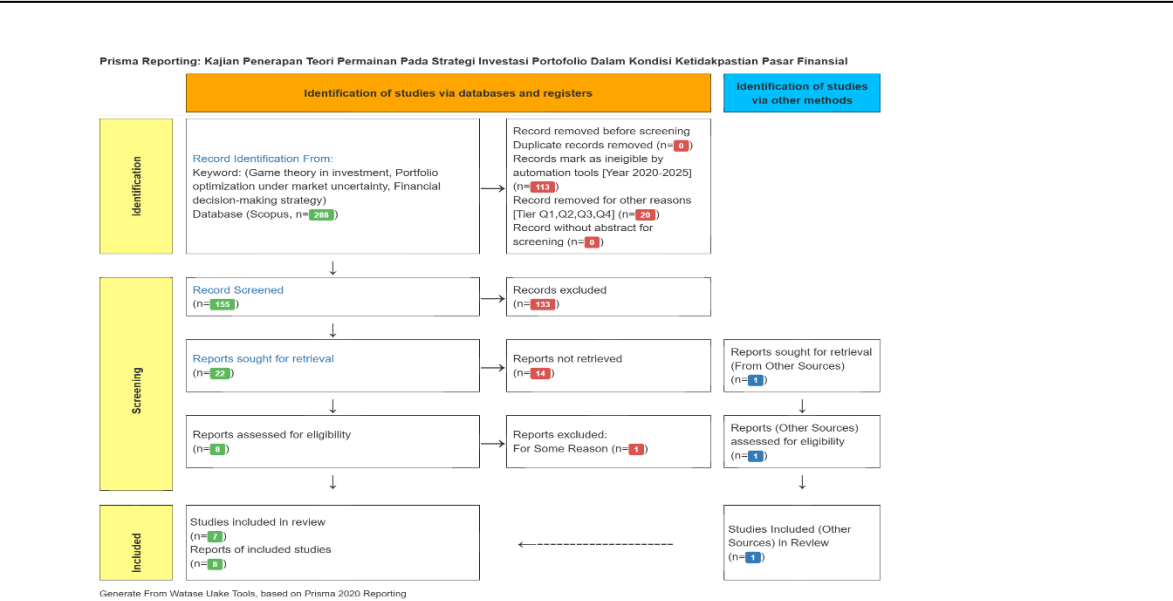 Prisma Reporting: Kajian Penerapan Teori Permainan Pada Strategi Investasi Portofolio Dalam Kondisi Ketidakpastian Pasar Finansial
Identification of studies via databases and registers
Identification of studies
via other methods
Identification
Record Identification From:
Keyword: (Game theory in investment, Portfolio
optimization under market uncertainty, Financial
decision-making strategy)
Database (Scopus, n= 288 )
Record removed before screening
Duplicate records removed (n= 0 )
Records mark as ineigible by
automation tools [Year 2020-2025]
(n= 113 )
Record removed for other reasons
[Tier Q1,Q2,Q3,Q4] (n= 20 )
Record without abstract for
screening (n= 0 )
Screening
Record Screened
(n= 155 )
Records excluded
(n= 133 )
Reports sought for retrieval
(n= 22 )
Reports not retrieved
(n= 14 )
Reports sought for retrieval
(From Other Sources)
(n= 1 )
Reports assessed for eligibility
(n= 8 )
Reports excluded:
For Some Reason (n= 1 )
Reports (Other Sources)
assessed for eligibility
(n= 1 )
Included
Studies included in review
(n= 7 )
Reports of included studies
(n= 8 )
Studies Included (Other
Sources) in Review
(n= 1 )
Generate From Watase Uake Tools, based on Prisma 2020 Reporting